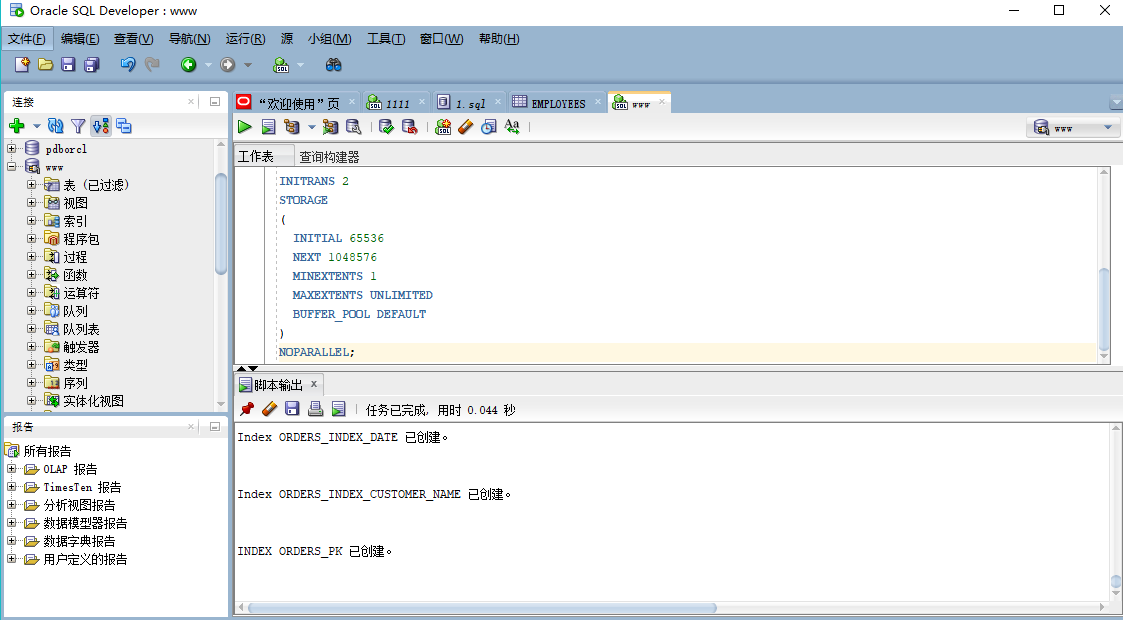 Oracle SQL Developer : www
文件(F) 编辑(E) 查看(V) 导航(N) 运行(R) 源 小组(M) 工具(T) 窗口(W) 帮助(H)
连接
pdborcl
www
表 (已过滤)
视图
索引
程序包
过程
函数
运算符
队列
队列表
触发器
类型
序列
实体化视图
报告
所有报告
OLAP 报告
TimesTen 报告
分析视图报告
数据模型器报告
数据字典报告
用户定义的报告
“欢迎使用”页 1111 1.sql EMPLOYEES www
www
工作表 查询构建器
INITRANS 2
STORAGE
(
INITIAL 65536
NEXT 1048576
MINEXTENTS 1
MAXEXTENTS UNLIMITED
BUFFER_POOL DEFAULT
)
NOPARALLEL;
脚本输出 x
任务已完成, 用时 0.044 秒
Index ORDERS_INDEX_DATE 已创建。
Index ORDERS_INDEX_CUSTOMER_NAME 已创建。
INDEX ORDERS_PK 已创建。